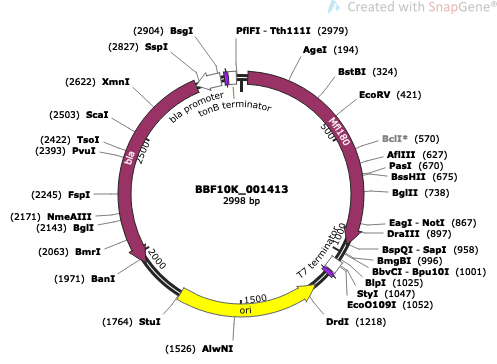 Created with SnapGene®
(2904) BsgI
PflFI - Tth111I (2979)
(2827) SspI
AgeI (194)
BstBI (324)
(2622) XmnI
EcoRV (421)
(2503) ScaI
BclI* (570)
(2422) TsoI
AflIII (627)
(2393) PvuI
PasI (670)
BssHII (675)
BglII (738)
(2245) FspI
(2171) NmeAIII
EagI - NotI (867)
(2143) BglI
DraIII (897)
(2063) BmrI
BspQI - SapI (958)
BmgBI (996)
(1971) BanI
BbvCI - Bpu10I (1001)
BlpI (1025)
StyI (1047)
EcoO109I (1052)
(1764) StuI
DrdI (1218)
(1526) AlwNI
bla promoter
tonB terminator
Mfl180
bla
T7 terminator
ori
500
1000
1500
2000
2500
BBF10K_001413
2998 bp